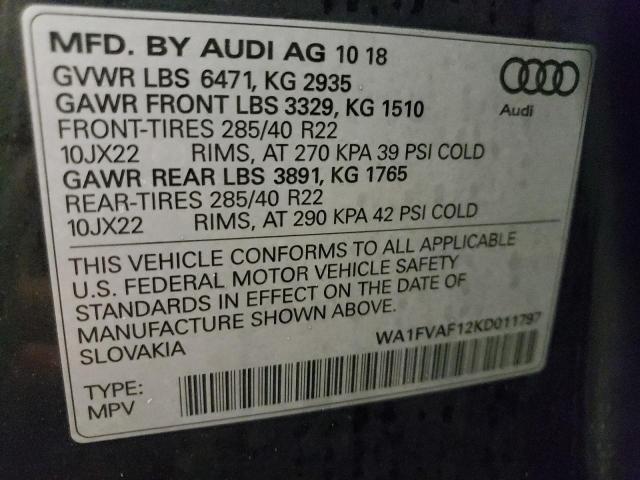 MFD. BY AUDI AG 10 18
GVWR LBS 6471, KG 2935
GAWR FRONT LBS 3329, KG 1510
FRONT-TIRES 285/40 R22
10JX22 RIMS, AT 270 KPA 39 PSI COLD
GAWR REAR LBS 3891, KG 1765
REAR-TIRES 285/40 R22
10JX22 RIMS, AT 290 KPA 42 PSI COLD
Audi
THIS VEHICLE CONFORMS TO ALL APPLICABLE
U.S. FEDERAL MOTOR VEHICLE SAFETY
STANDARDS IN EFFECT ON THE DATE OF
MANUFACTURE SHOWN ABOVE.
SLOVAKIA
WA1FVAF12KD011797
TYPE:
MPV